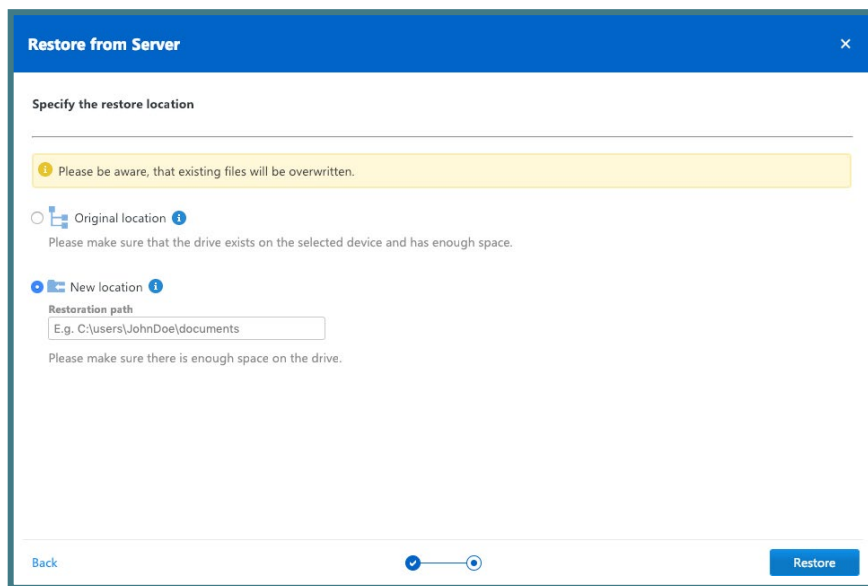 Restore from Server
Specify the restore location
Please be aware, that existing files will be overwritten.
Original location
Please make sure that the drive exists on the selected device and has enough space.
New location
Restoration path
E.g. C:\users\JohnDoe\documents
Please make sure there is enough space on the drive.
Back
Restore